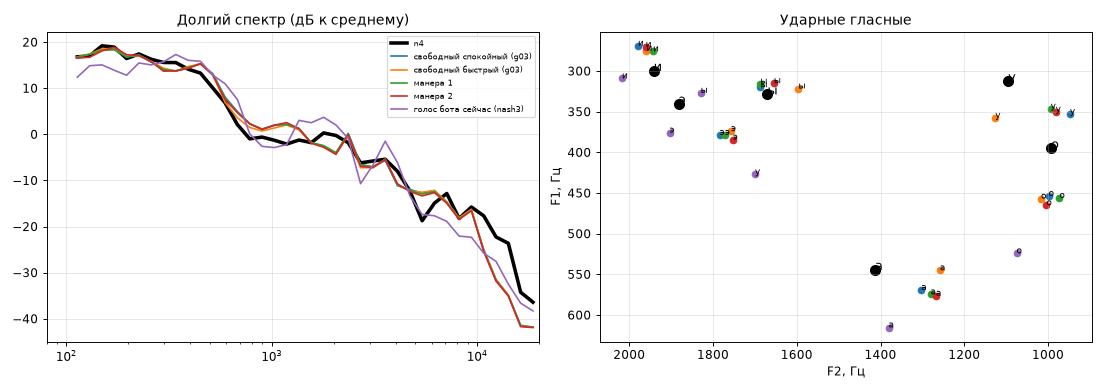 Долгий спектр (дБ к среднему)
n4
свободный спокойный (g03)
свободный быстрый (g03)
манера 1
манера 2
голос бота сейчас (nash3)
20
10
0
−10
−20
−30
−40
10²
10³
10⁴
Ударные гласные
F1, Гц
300
350
400
450
500
550
600
2000
1800
1600
1400
1200
1000
F2, Гц
и
и
и
и
и
ы
ы
ы
ы
ы
э
э
э
э
у
у
у
у
у
у
о
о
о
о
о
а
а
а
а
а